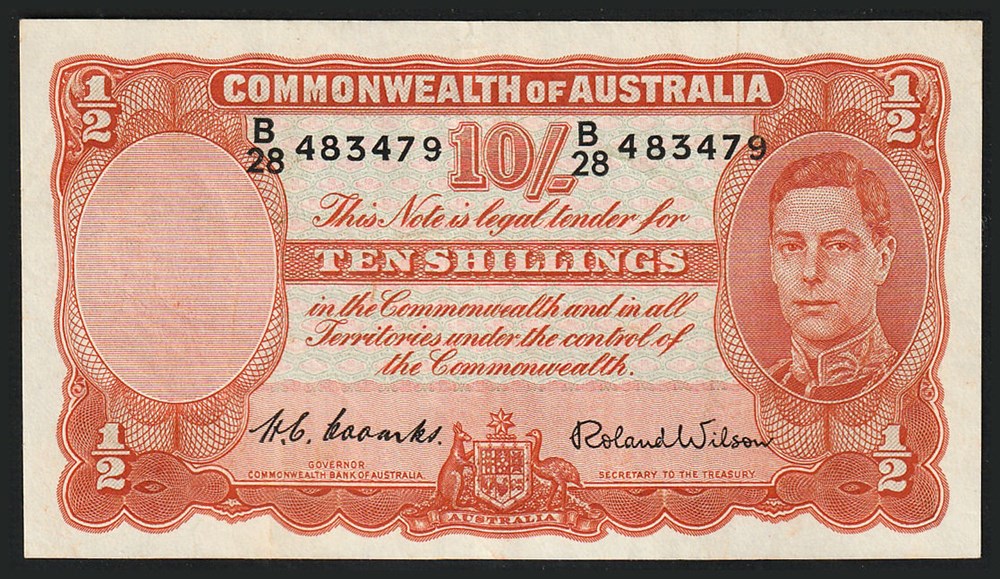 COMMONWEALTH OF AUSTRALIA
1/2 1/2
B/28 483479 10/- B/28 483479
This Note is legal tender for
TEN SHILLINGS
in the Commonwealth and in all
Territories under the control of
the Commonwealth.
H.C. Coombs. Roland Wilson
1/2 1/2
GOVERNOR
COMMONWEALTH BANK OF AUSTRALIA.
SECRETARY TO THE TREASURY.
AUSTRALIA